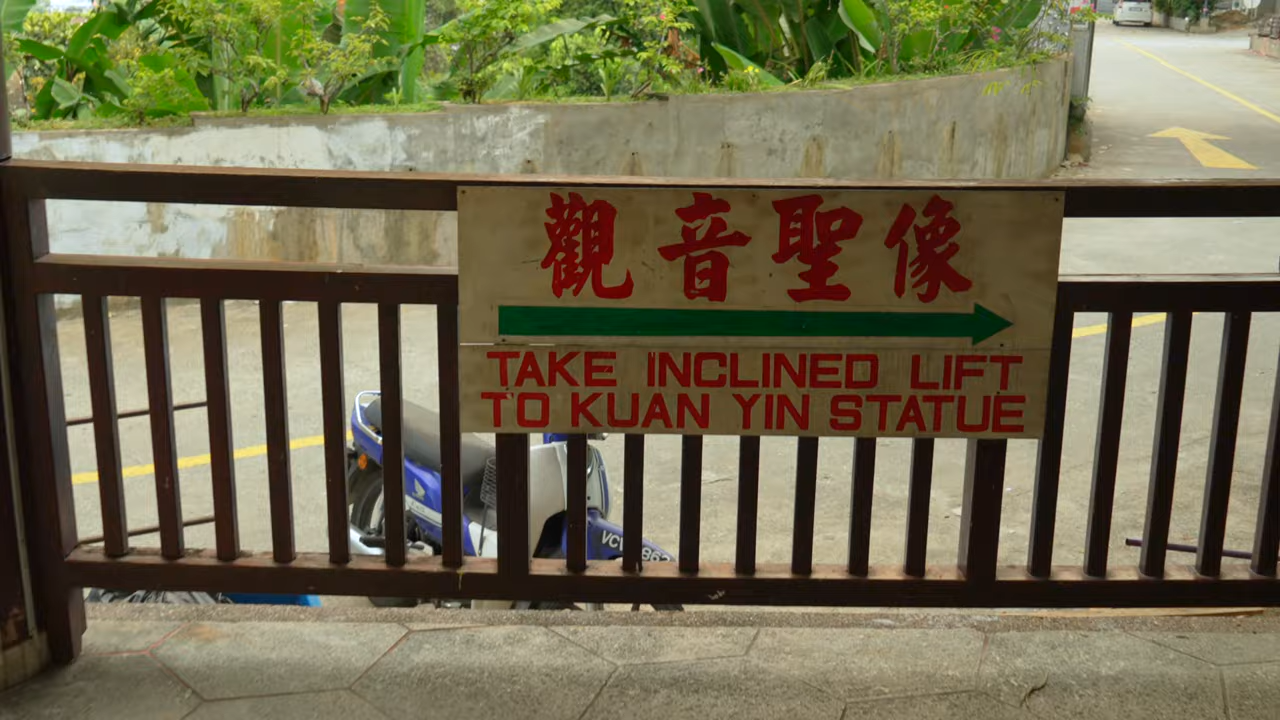 觀音聖像
TAKE INCLINED LIFT
TO KUAN YIN STATUE